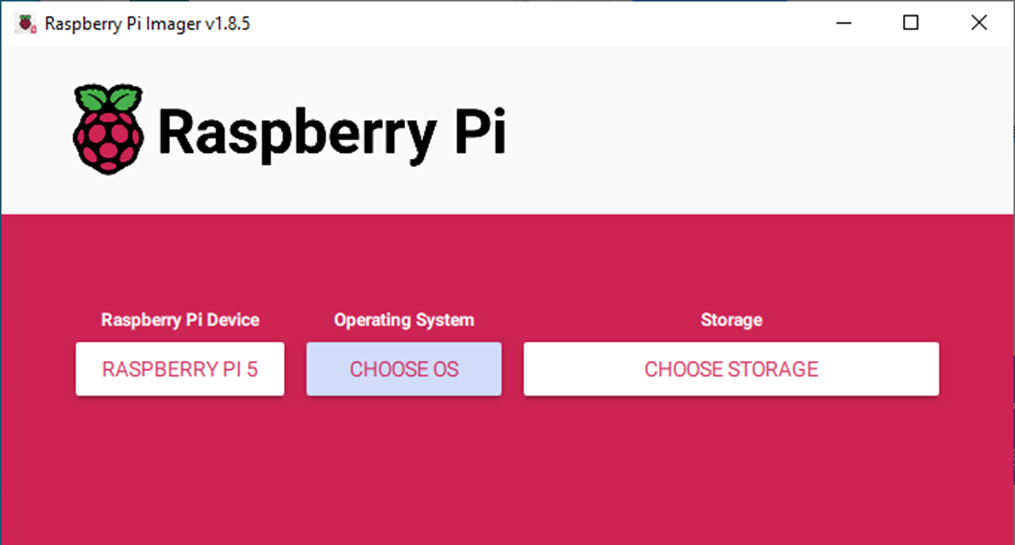 Raspberry Pi Imager v1.8.5
Raspberry Pi
Raspberry Pi Device
Operating System
Storage
RASPBERRY PI 5
CHOOSE OS
CHOOSE STORAGE